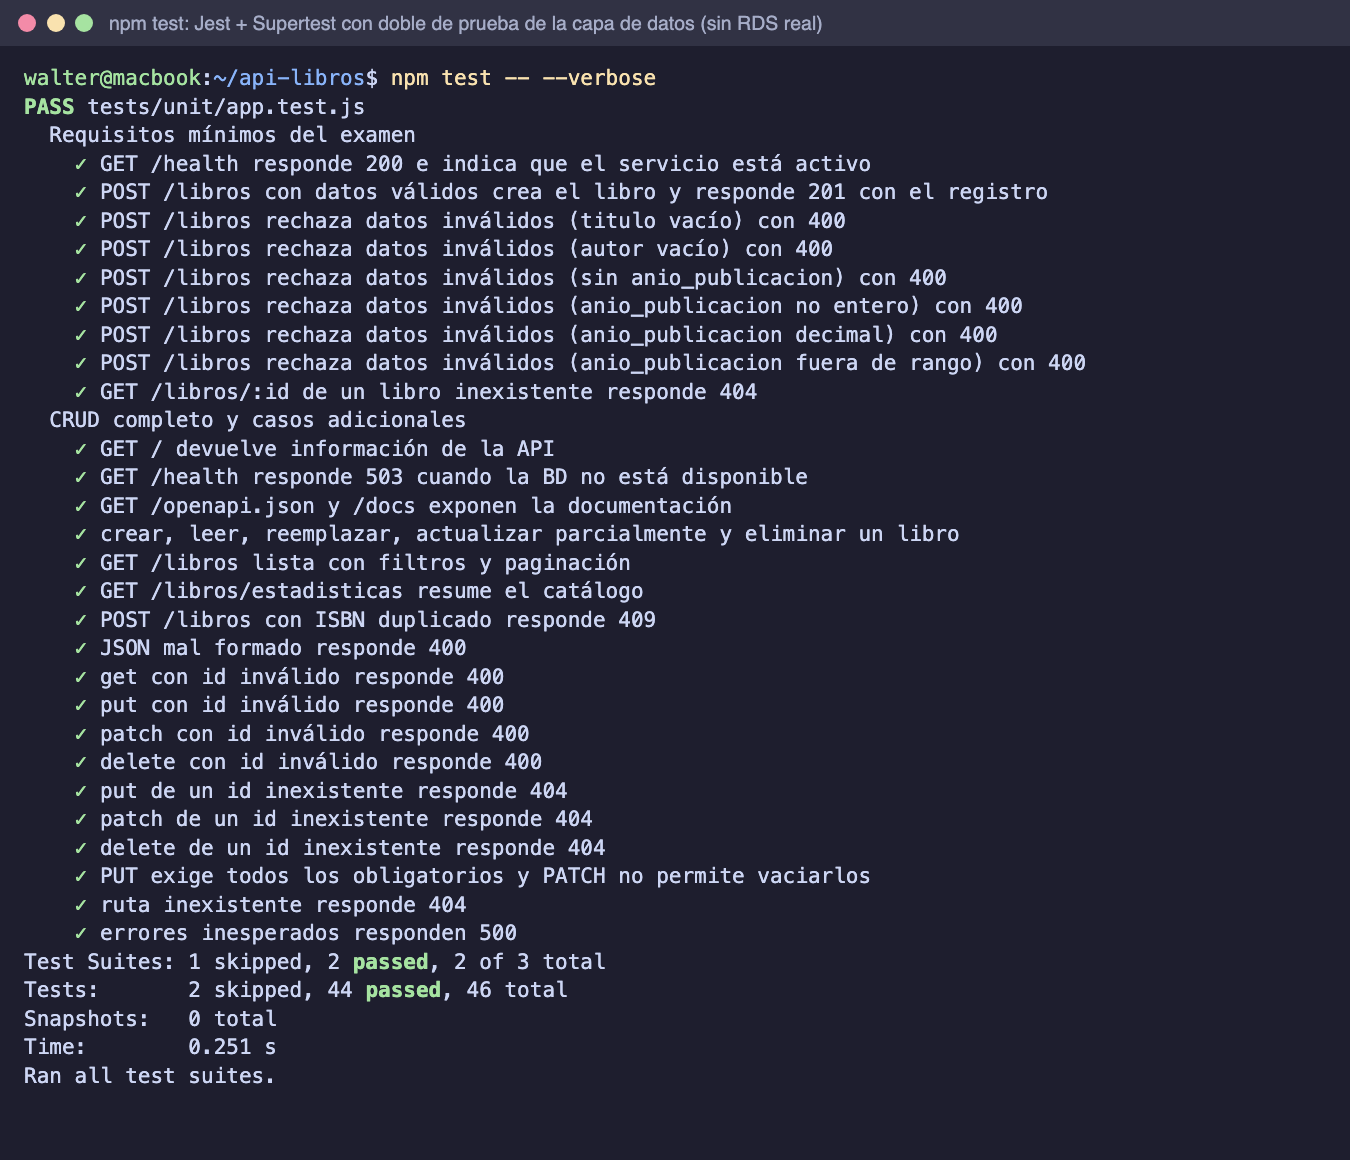 npm test: Jest + Supertest con doble de prueba de la capa de datos (sin RDS real)
walter@macbook:~/api-libros$ npm test -- --verbose
PASS tests/unit/app.test.js
Requisitos mínimos del examen
✓ GET /health responde 200 e indica que el servicio está activo
✓ POST /libros con datos válidos crea el libro y responde 201 con el registro
✓ POST /libros rechaza datos inválidos (titulo vacío) con 400
✓ POST /libros rechaza datos inválidos (autor vacío) con 400
✓ POST /libros rechaza datos inválidos (sin anio_publicacion) con 400
✓ POST /libros rechaza datos inválidos (anio_publicacion no entero) con 400
✓ POST /libros rechaza datos inválidos (anio_publicacion decimal) con 400
✓ POST /libros rechaza datos inválidos (anio_publicacion fuera de rango) con 400
✓ GET /libros/:id de un libro inexistente responde 404
CRUD completo y casos adicionales
✓ GET / devuelve información de la API
✓ GET /health responde 503 cuando la BD no está disponible
✓ GET /openapi.json y /docs exponen la documentación
✓ crear, leer, reemplazar, actualizar parcialmente y eliminar un libro
✓ GET /libros lista con filtros y paginación
✓ GET /libros/estadisticas resume el catálogo
✓ POST /libros con ISBN duplicado responde 409
✓ JSON mal formado responde 400
✓ get con id inválido responde 400
✓ put con id inválido responde 400
✓ patch con id inválido responde 400
✓ delete con id inválido responde 400
✓ put de un id inexistente responde 404
✓ patch de un id inexistente responde 404
✓ delete de un id inexistente responde 404
✓ PUT exige todos los obligatorios y PATCH no permite vaciarlos
✓ ruta inexistente responde 404
✓ errores inesperados responden 500
Test Suites: 1 skipped, 2 passed, 2 of 3 total
Tests: 2 skipped, 44 passed, 46 total
Snapshots: 0 total
Time: 0.251 s
Ran all test suites.